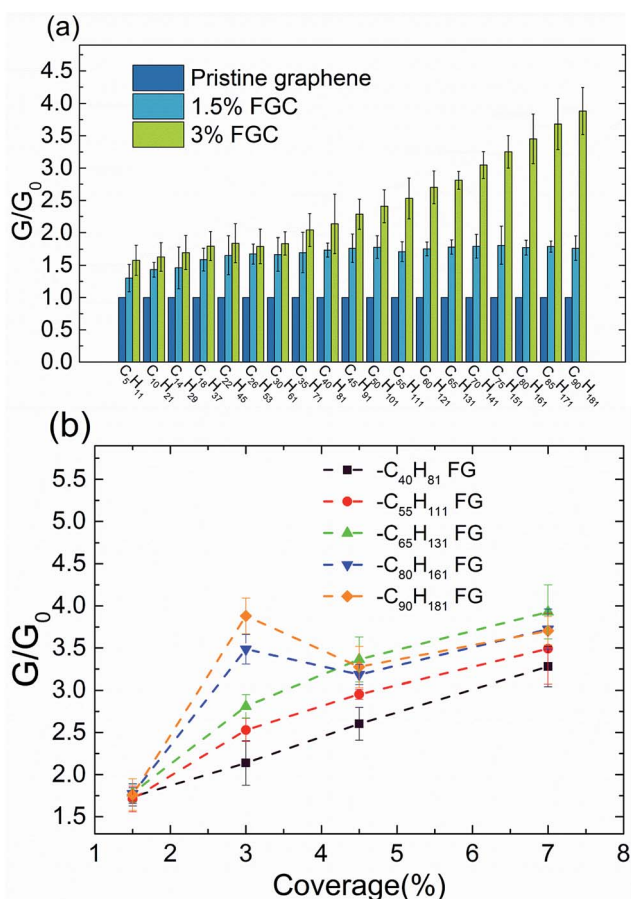 (a)
4.5
4.0
3.5
3.0
2.5
2.0
1.5
1.0
0.5
0.0
G/G₀
Pristine graphene
1.5% FGC
3% FGC
C₅H₁₁
C₁₀H₂₁
C₁₄H₂₉
C₁₈H₃₇
C₂₂H₄₅
C₂₆H₅₃
C₃₀H₆₁
C₃₅H₇₁
C₄₀H₈₁
C₄₅H₉₁
C₅₀H₁₀₁
C₅₅H₁₁₁
C₆₀H₁₂₁
C₆₅H₁₃₁
C₇₀H₁₄₁
C₇₅H₁₅₁
C₈₀H₁₆₁
C₈₅H₁₇₁
C₉₀H₁₈₁
(b)
5.5
5.0
4.5
4.0
3.5
3.0
2.5
2.0
1.5
G/G₀
-C₄₀H₈₁ FG
-C₅₅H₁₁₁ FG
-C₆₅H₁₃₁ FG
-C₈₀H₁₆₁ FG
-C₉₀H₁₈₁ FG
1 2 3 4 5 6 7 8
Coverage(%)